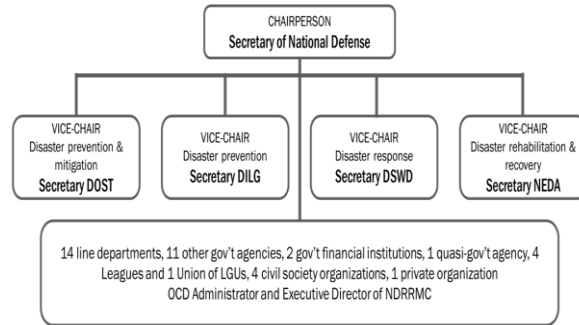 CHAIRPERSON
Secretary of National Defense
VICE-CHAIR
Disaster prevention &
mitigation
Secretary DOST
VICE-CHAIR
Disaster prevention
Secretary DILG
VICE-CHAIR
Disaster response
Secretary DSWD
VICE-CHAIR
Disaster rehabilitation &
recovery
Secretary NEDA
14 line departments, 11 other gov't agencies, 2 gov't financial institutions, 1 quasi-gov't agency, 4
Leagues and 1 Union of LGUs, 4 civil society organizations, 1 private organization
OCD Administrator and Executive Director of NDRRMC